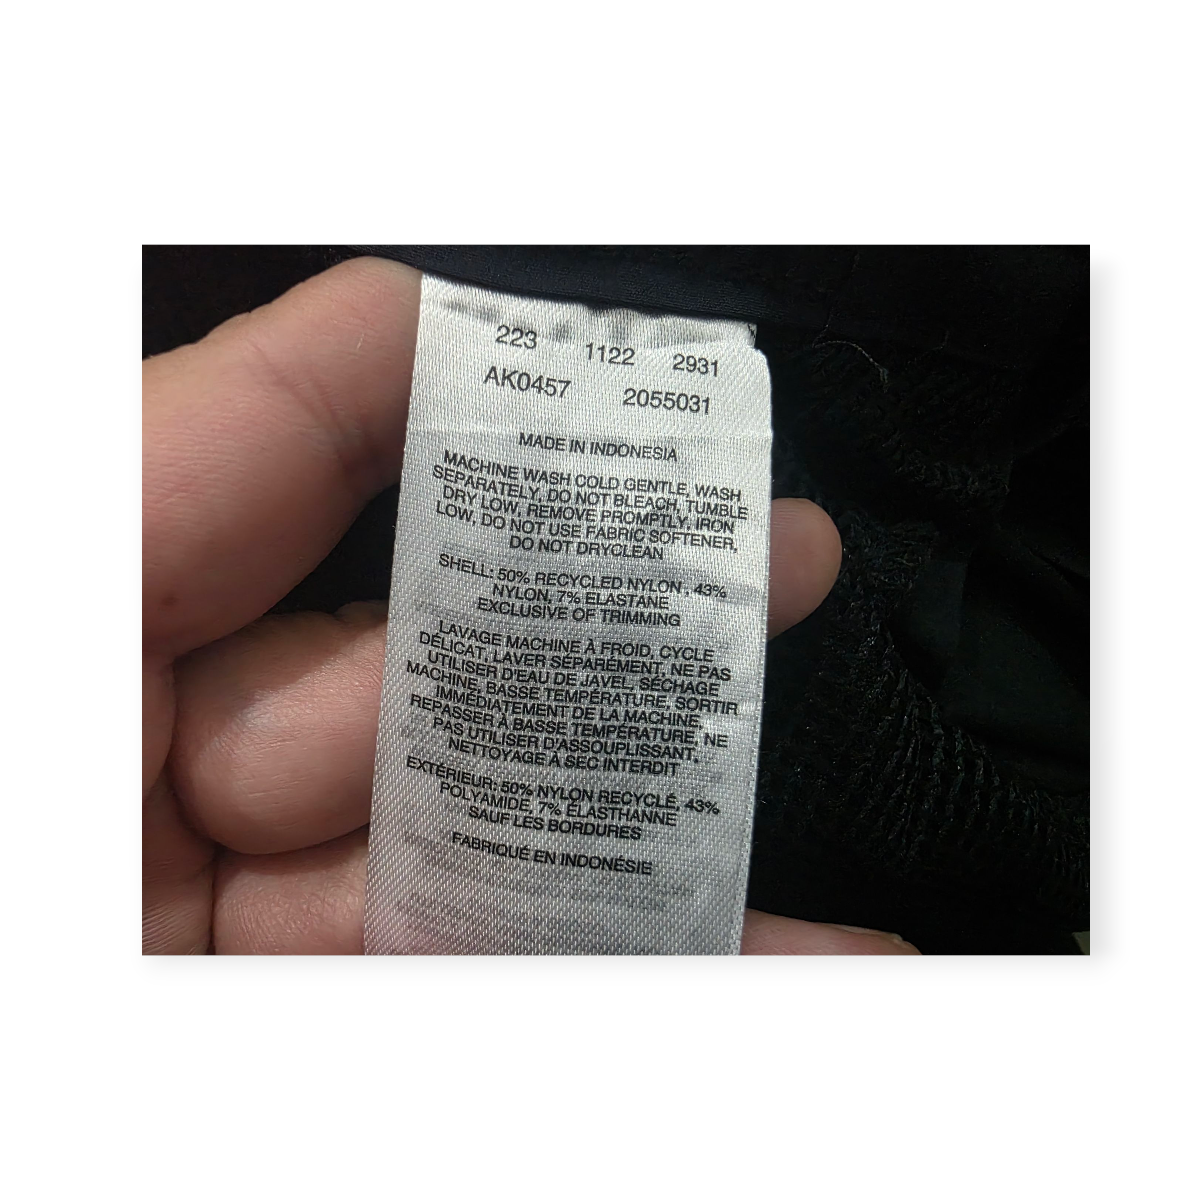 223 1122 2931
AK0457 2055031
MADE IN INDONESIA
MACHINE WASH COLD GENTLE, WASH
SEPARATELY, DO NOT BLEACH, TUMBLE
DRY LOW, REMOVE PROMPTLY, IRON
LOW, DO NOT USE FABRIC SOFTENER,
DO NOT DRYCLEAN
SHELL: 50% RECYCLED NYLON , 43%
NYLON, 7% ELASTANE
EXCLUSIVE OF TRIMMING
LAVAGE MACHINE À FROID, CYCLE
DÉLICAT, LAVER SÉPARÉMENT, NE PAS
UTILISER D'EAU DE JAVEL, SÉCHAGE
MACHINE, BASSE TEMPÉRATURE, SORTIR
IMMÉDIATEMENT DE LA MACHINE,
REPASSER À BASSE TEMPÉRATURE, NE
PAS UTILISER D'ASSOUPLISSANT,
NETTOYAGE À SEC INTERDIT
EXTÉRIEUR: 50% NYLON RECYCLÉ, 43%
POLYAMIDE, 7% ELASTHANNE
SAUF LES BORDURES
FABRIQUÉ EN INDONÉSIE